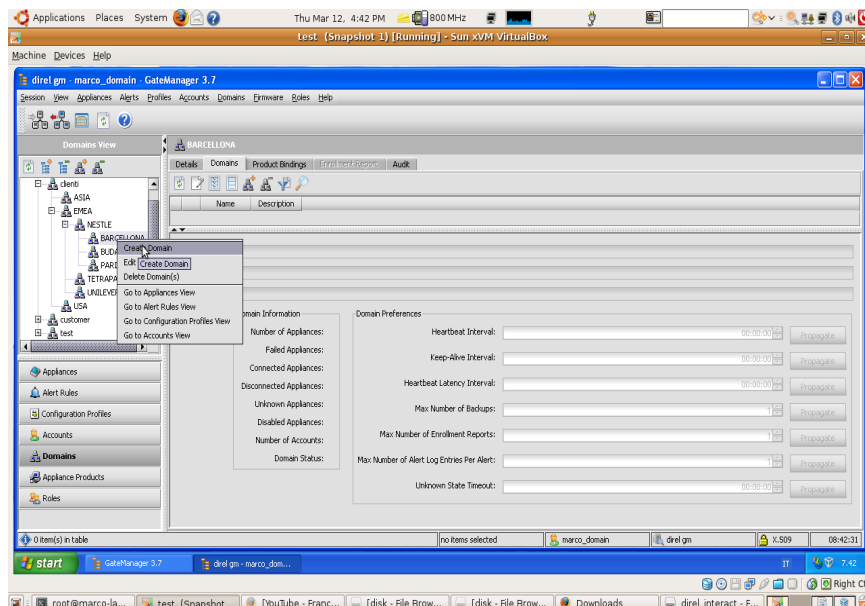 Applications Places System Thu Mar 12, 4:42 PM 800 MHz
test (Snapshot 1) [Running] - Sun xVM VirtualBox
Machine Devices Help
direl gm - marco_domain - GateManager 3.7
Session View Appliances Alerts Profiles Accounts Domains Firmware Roles Help
Domains View
BARCELLONA
Details Domains Product Bindings Enrollment Reports Audit
Name Description
clienti
ASIA
EMEA
NESTLE
BARCELLONA
BUDA
PARI
TETRAPA
UNILEVER
USA
customer
test
Create Domain
Edit
Create Domain
Delete Domain(s)
Go to Appliances View
Go to Alert Rules View
Go to Configuration Profiles View
Go to Accounts View
Appliances
Alert Rules
Configuration Profiles
Accounts
Domains
Appliance Products
Roles
omain Information
Number of Appliances:
Failed Appliances:
Connected Appliances:
Disconnected Appliances:
Unknown Appliances:
Disabled Appliances:
Number of Accounts:
Domain Status:
Domain Preferences
Heartbeat Interval: 00:00:00 Propagate
Keep-Alive Interval: 00:00:00 Propagate
Heartbeat Latency Interval: 00:00:00 Propagate
Max Number of Backups: 1 Propagate
Max Number of Enrollment Reports: 1 Propagate
Max Number of Alert Log Entries Per Alert: 1 Propagate
Unknown State Timeout: 00:00:00 Propagate
0 item(s) in table no items selected marco_domain direl gm X.509 08:42:31
start GateManager 3.7 direl gm - marco_dom... IT 7.42
Right Ct
root@marco-la... test (Snapshot... [YouTube - Franc... [disk - File Brow... [disk - File Brow... Downloads direl_interact - F...